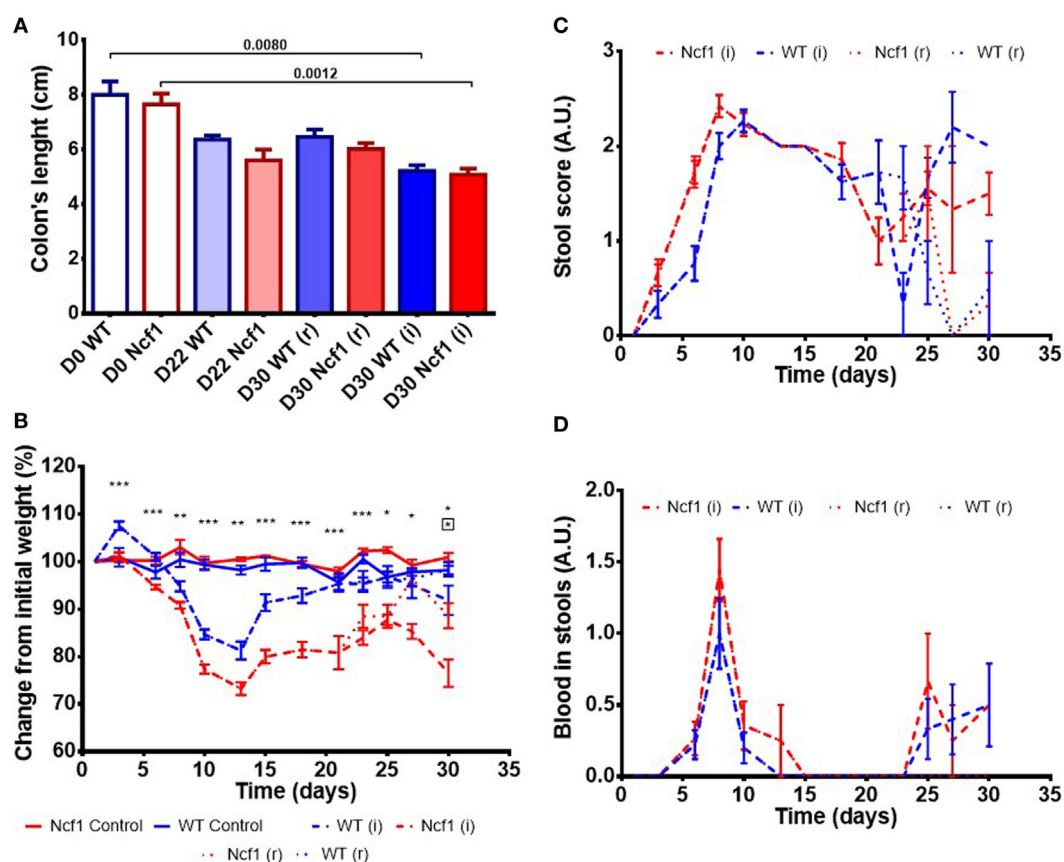 A
Colon's lenght (cm)
10
8
6
4
2
0
0.0080
0.0012
D0 WT
D0 Ncf1
D22 WT
D22 Ncf1
D30 WT (r)
D30 Ncf1 (r)
D30 WT (i)
D30 Ncf1 (i)
B
Change from initial weight (%)
120
110
100
90
80
70
60
*** *** ** *** ** *** *** *** *** * * *
*
0 5 10 15 20 25 30 35
Time (days)
Ncf1 Control WT Control WT (i) Ncf1 (i)
Ncf1 (r) WT (r)
C
Ncf1 (i) WT (i) Ncf1 (r) WT (r)
Stool score (A.U.)
3
2
1
0
0 5 10 15 20 25 30 35
Time (days)
D
Ncf1 (i) WT (i) Ncf1 (r) WT (r)
Blood in stools (A.U.)
2.0
1.5
1.0
0.5
0.0
0 5 10 15 20 25 30 35
Time (days)